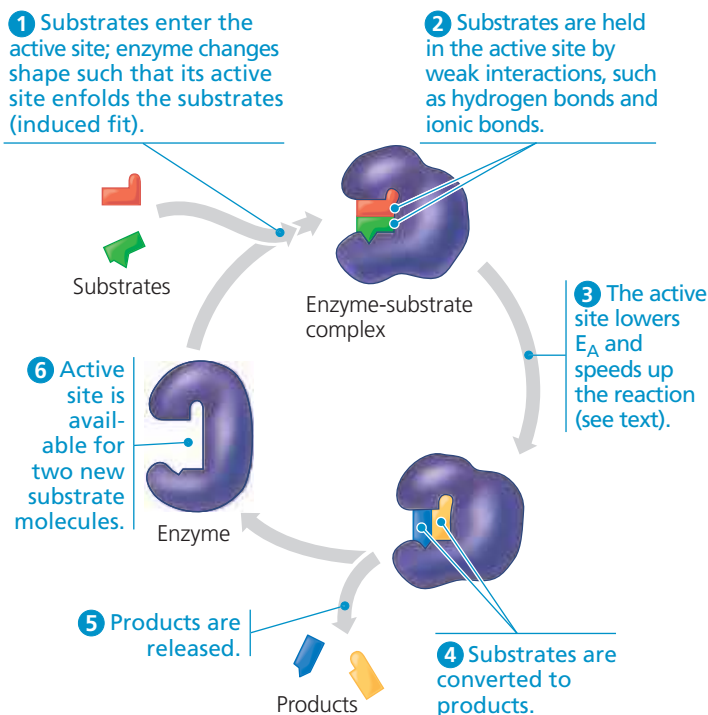 1 Substrates enter the
active site; enzyme changes
shape such that its active
site enfolds the substrates
(induced fit).
2 Substrates are held
in the active site by
weak interactions, such
as hydrogen bonds and
ionic bonds.
Substrates
Enzyme-substrate
complex
3 The active
site lowers
E_A and
speeds up
the reaction
(see text).
6 Active
site is
avail-
able for
two new
substrate
molecules.
Enzyme
5 Products are
released.
Products
4 Substrates are
converted to
products.